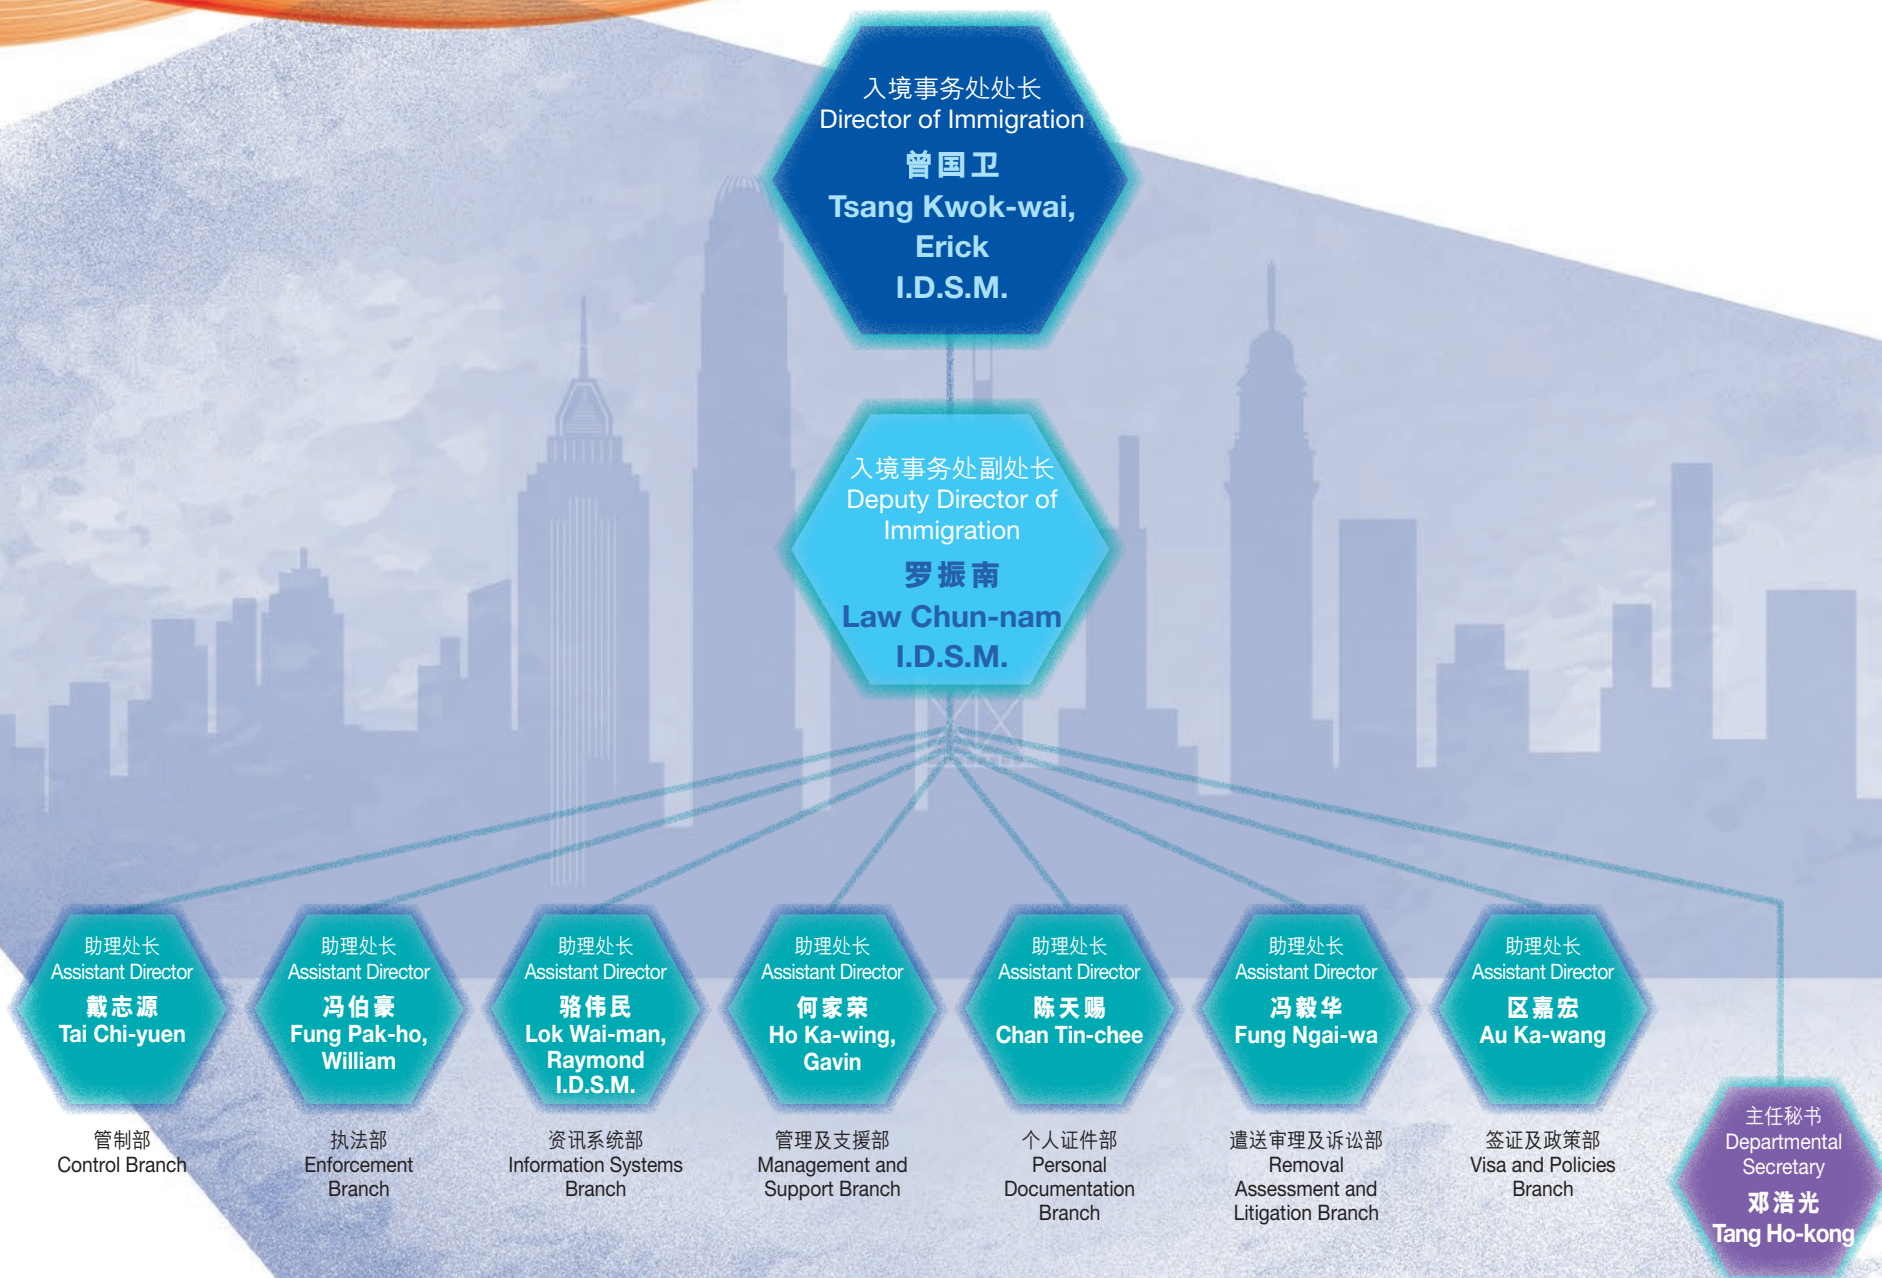 入境事务处处长
Director of Immigration
曾国卫
Tsang Kwok-wai,
Erick
I.D.S.M.
入境事务处副处长
Deputy Director of
Immigration
罗振南
Law Chun-nam
I.D.S.M.
助理处长
Assistant Director
戴志源
Tai Chi-yuen
管制部
Control Branch
助理处长
Assistant Director
冯伯豪
Fung Pak-ho,
William
执法部
Enforcement
Branch
助理处长
Assistant Director
骆伟民
Lok Wai-man,
Raymond
I.D.S.M.
资讯系统部
Information Systems
Branch
助理处长
Assistant Director
何家荣
Ho Ka-wing,
Gavin
管理及支援部
Management and
Support Branch
助理处长
Assistant Director
陈天赐
Chan Tin-chee
个人证件部
Personal
Documentation
Branch
助理处长
Assistant Director
冯毅华
Fung Ngai-wa
遣送审理及诉讼部
Removal
Assessment and
Litigation Branch
助理处长
Assistant Director
区嘉宏
Au Ka-wang
签证及政策部
Visa and Policies
Branch
主任秘书
Departmental
Secretary
邓浩光
Tang Ho-kong